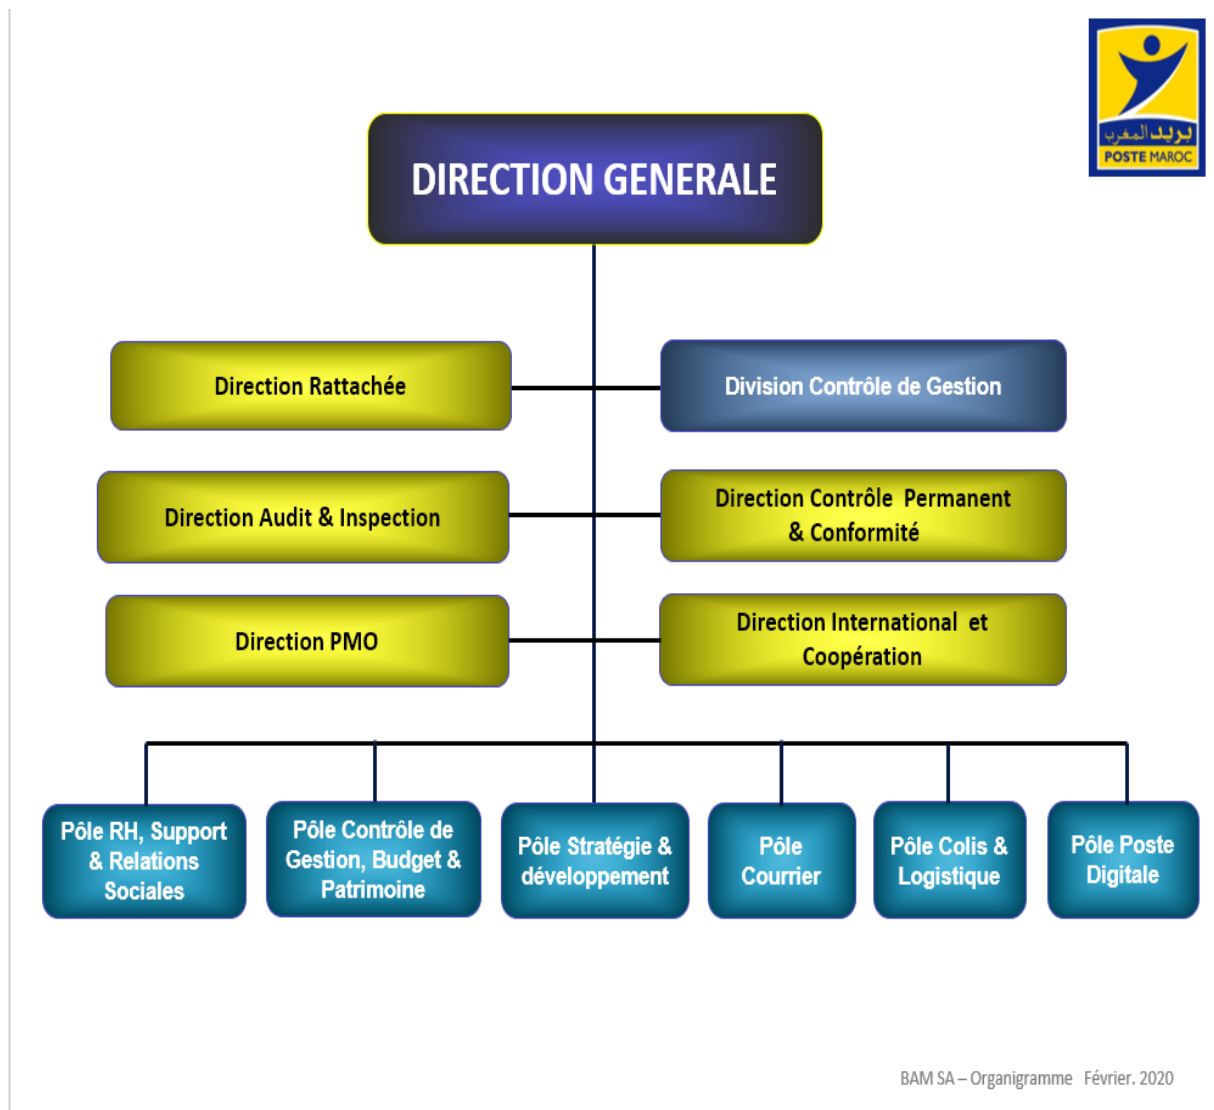 بريد المغرب
POSTE MAROC
DIRECTION GENERALE
Direction Rattachée
Division Contrôle de Gestion
Direction Audit & Inspection
Direction Contrôle Permanent
& Conformité
Direction PMO
Direction International et
Coopération
Pôle RH, Support
& Relations
Sociales
Pôle Contrôle de
Gestion, Budget &
Patrimoine
Pôle Stratégie &
développement
Pôle
Courrier
Pôle Colis &
Logistique
Pôle Poste
Digitale
BAM SA – Organigramme Février. 2020